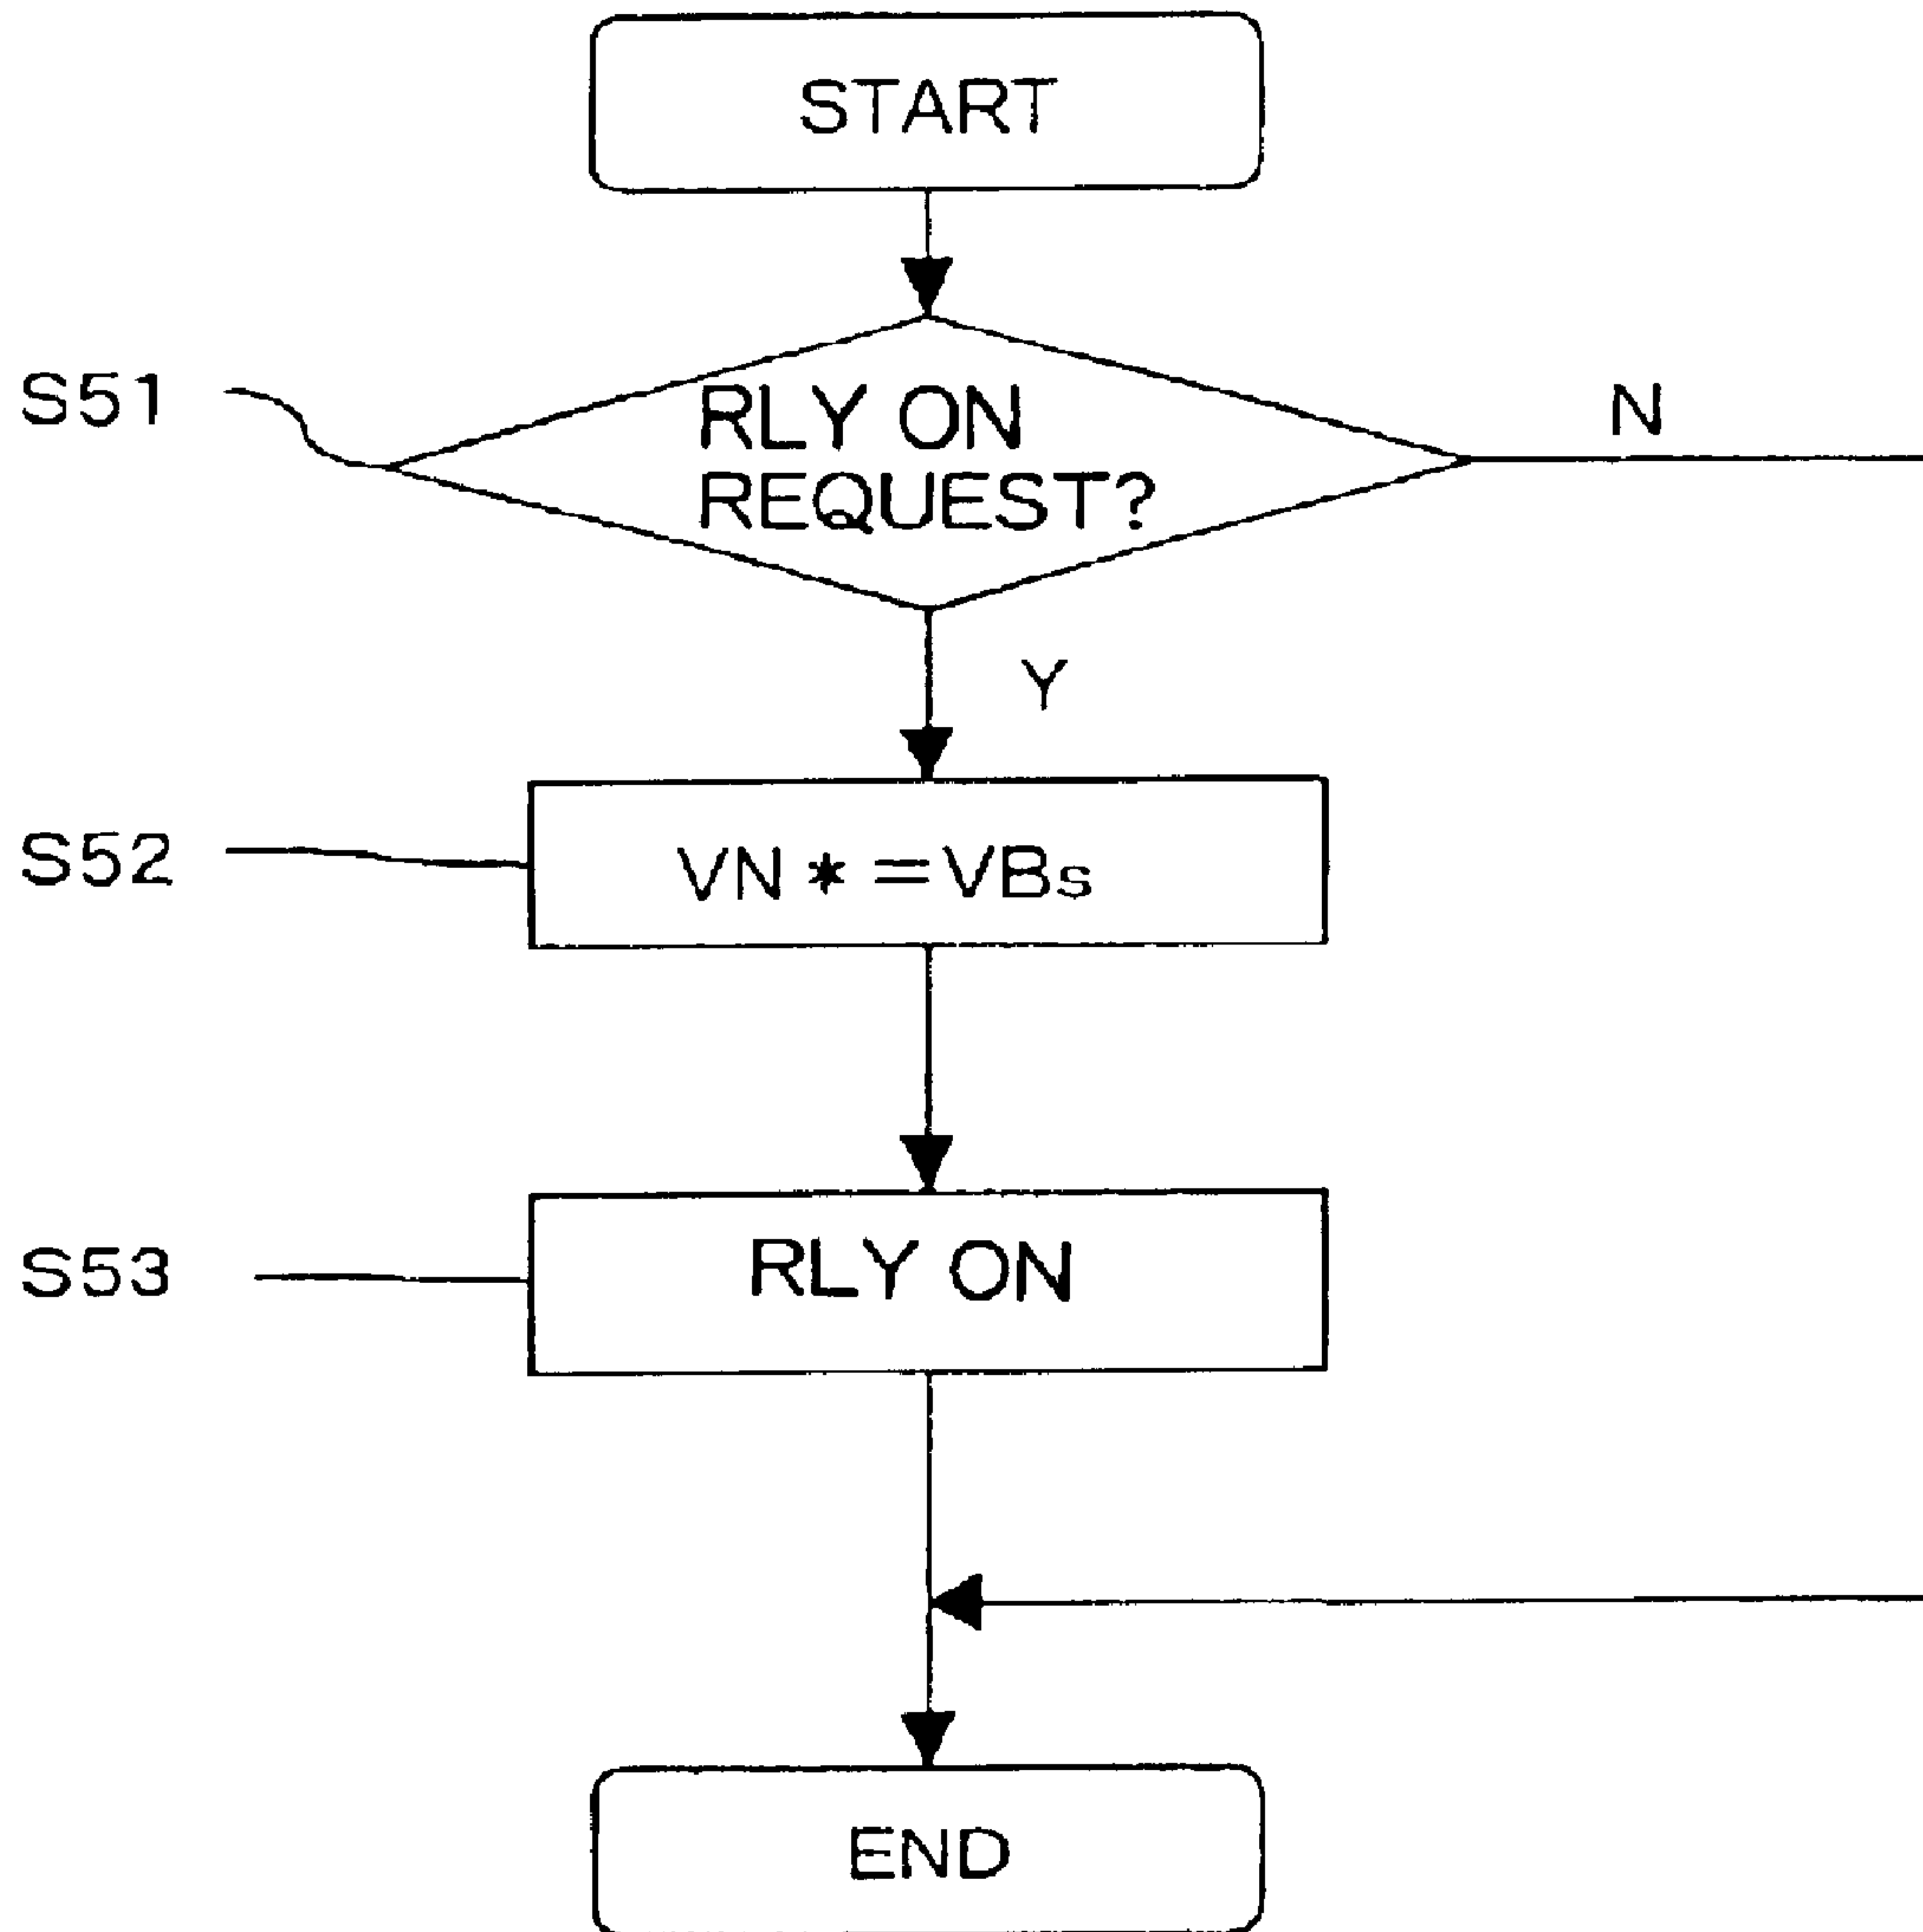 START
S51
RLY ON
REQUEST?
N
Y
S52
VN * =VBs
S53
RLY ON
END